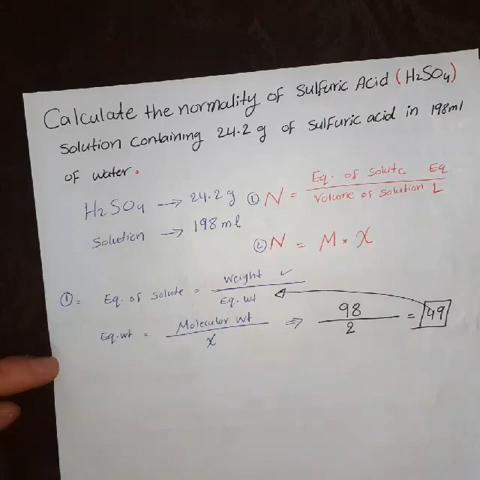 Calculate the normality of Sulfuric Acid (H2SO4)
Solution containing 24.2 g of sulfuric acid in 198ml
of water.
H2SO4 → 24.2 g
Solution → 198 ml
① N = Eq. of solute Eq / Volume of solution L
② N = M * X
①= Eq. of solute = Weight ✓ / Eq. wt
Eq.wt = Molecular wt / X ⇒ 98 / 2 = 49